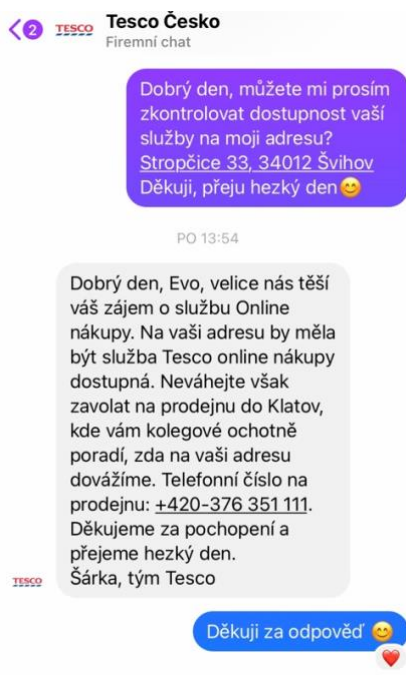 2
TESCO
Tesco Česko
Firemní chat
Dobrý den, můžete mi prosím
zkontrolovat dostupnost vaší
služby na moji adresu?
Stropčice 33, 34012 Švihov
Děkuji, přeju hezký den😊
PO 13:54
Dobrý den, Evo, velice nás těší
váš zájem o službu Online
nákupy. Na vaši adresu by měla
být služba Tesco online nákupy
dostupná. Neváhejte však
zavolat na prodejnu do Klatov,
kde vám kolegové ochotně
poradí, zda na vaši adresu
dovážíme. Telefonní číslo na
prodejnu: +420-376 351 111.
Děkujeme za pochopení a
přejeme hezký den.
Šárka, tým Tesco
TESCO
Děkuji za odpověď 😊